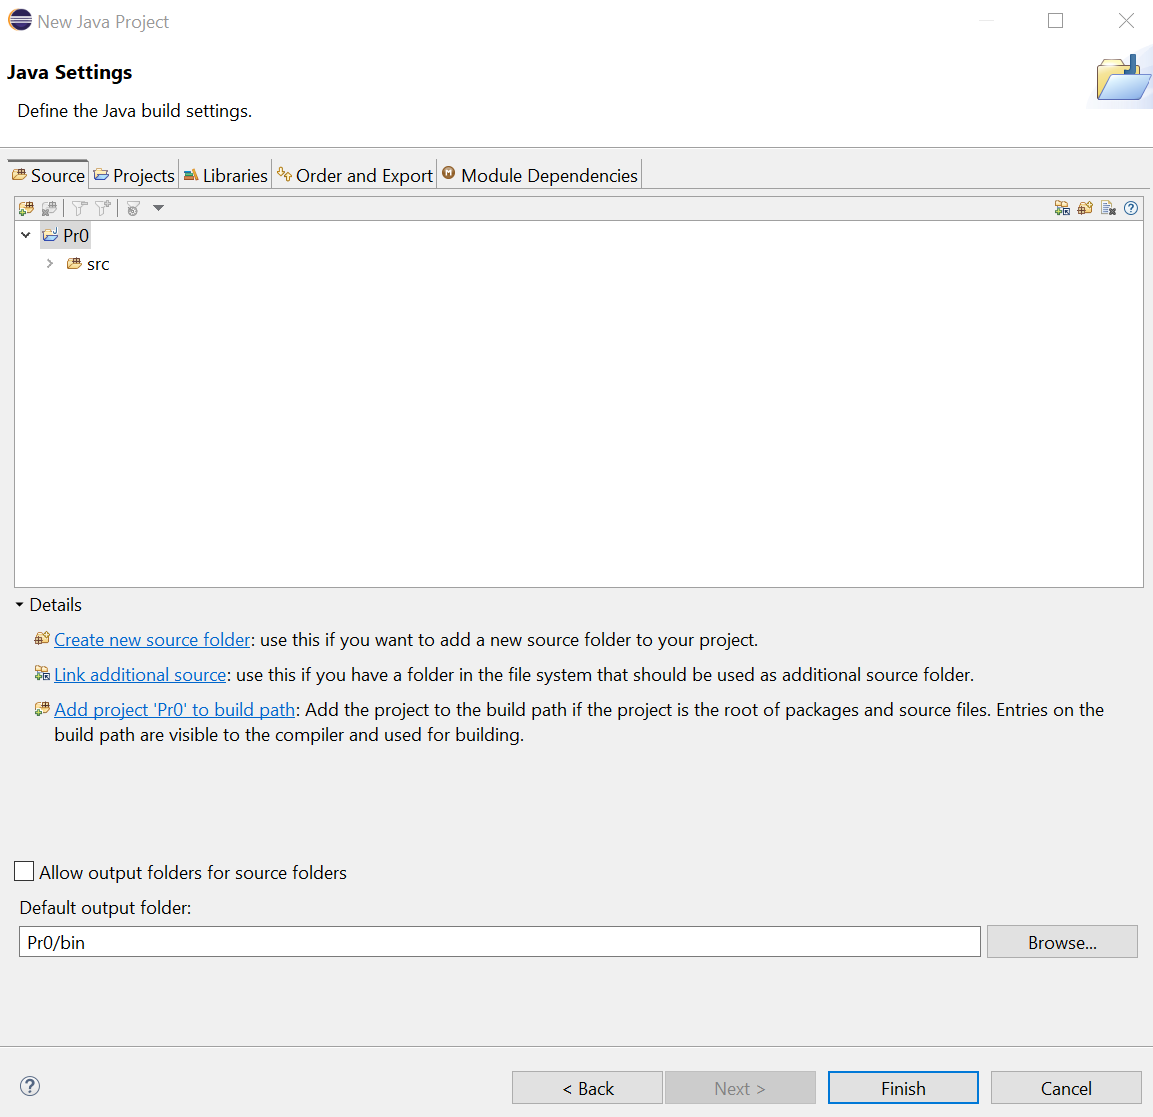 New Java Project
Java Settings
Define the Java build settings.
Source Projects Libraries Order and Export Module Dependencies
Pr0
src
Details
Create new source folder: use this if you want to add a new source folder to your project.
Link additional source: use this if you have a folder in the file system that should be used as additional source folder.
Add project 'Pr0' to build path: Add the project to the build path if the project is the root of packages and source files. Entries on the
build path are visible to the compiler and used for building.
Allow output folders for source folders
Default output folder:
Pr0/bin Browse...
< Back Next > Finish Cancel